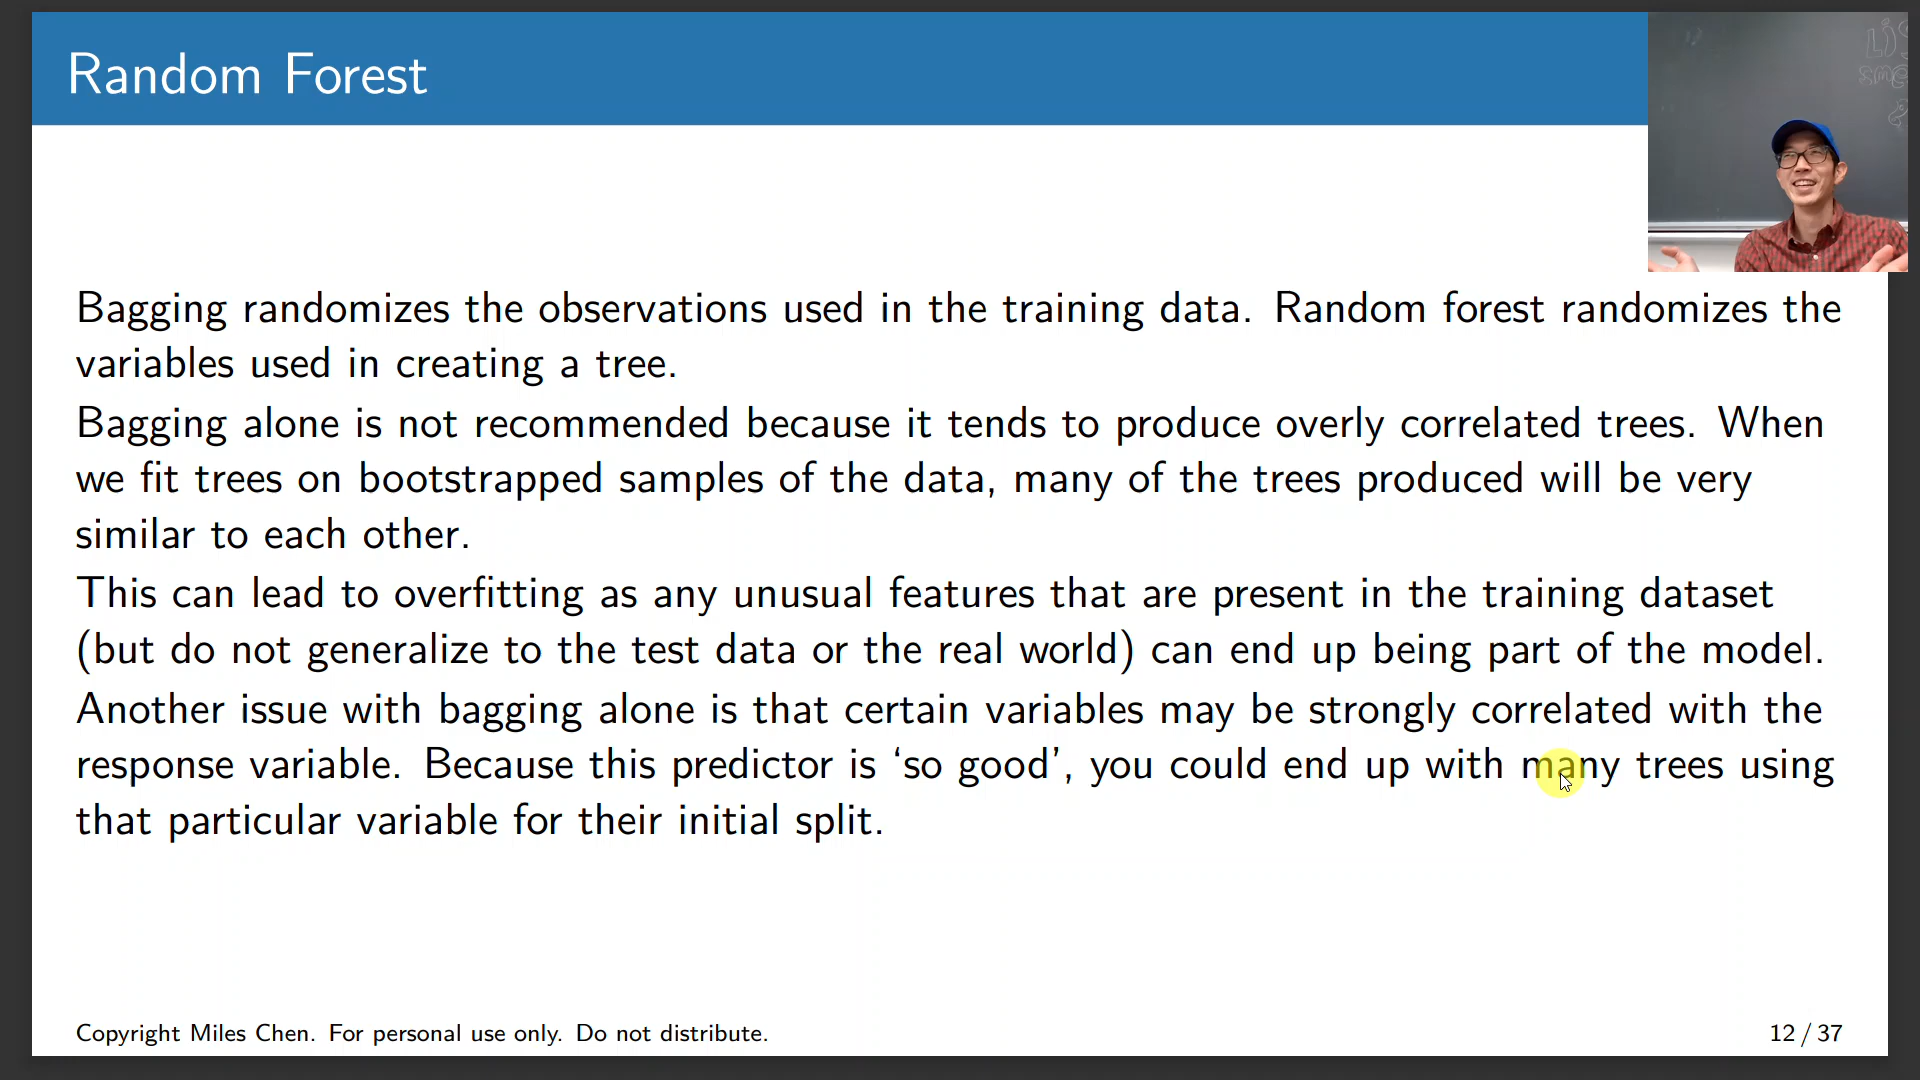 Random Forest
Bagging randomizes the observations used in the training data. Random forest randomizes the
variables used in creating a tree.
Bagging alone is not recommended because it tends to produce overly correlated trees. When
we fit trees on bootstrapped samples of the data, many of the trees produced will be very
similar to each other.
This can lead to overfitting as any unusual features that are present in the training dataset
(but do not generalize to the test data or the real world) can end up being part of the model.
Another issue with bagging alone is that certain variables may be strongly correlated with the
response variable. Because this predictor is ‘so good’, you could end up with many trees using
that particular variable for their initial split.
Copyright Miles Chen. For personal use only. Do not distribute.
12 / 37